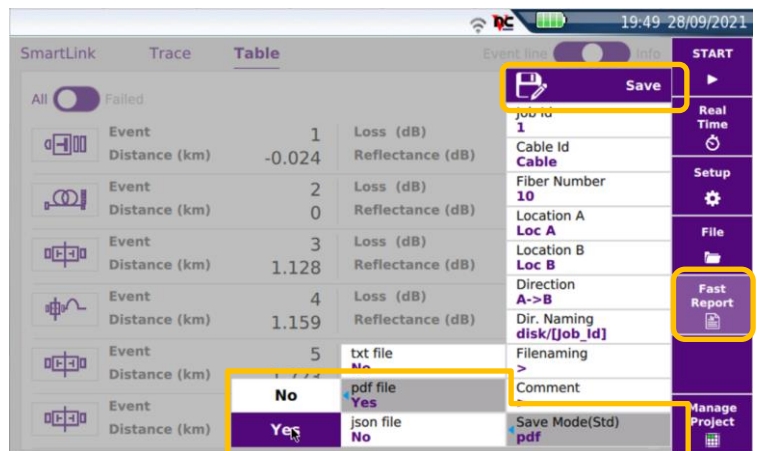 19:49 28/09/2021
SmartLink Trace Table Event line Info
START
All Failed
Save
Real
Time
Setup
File
Fast
Report
Manage
Project
Event 1 Loss (dB)
Distance (km) -0.024 Reflectance (dB)
Event 2 Loss (dB)
Distance (km) 0 Reflectance (dB)
Event 3 Loss (dB)
Distance (km) 1.128 Reflectance (dB)
Event 4 Loss (dB)
Distance (km) 1.159 Reflectance (dB)
Event 5
Distance (km)
Event
Distance (km)
Job Id
1
Cable Id
Cable
Fiber Number
10
Location A
Loc A
Location B
Loc B
Direction
A->B
Dir. Naming
disk/[Job_Id]
Filenaming
>
Comment
Save Mode(Std)
pdf
txt file
No
pdf file
Yes
json file
No
No
Yes